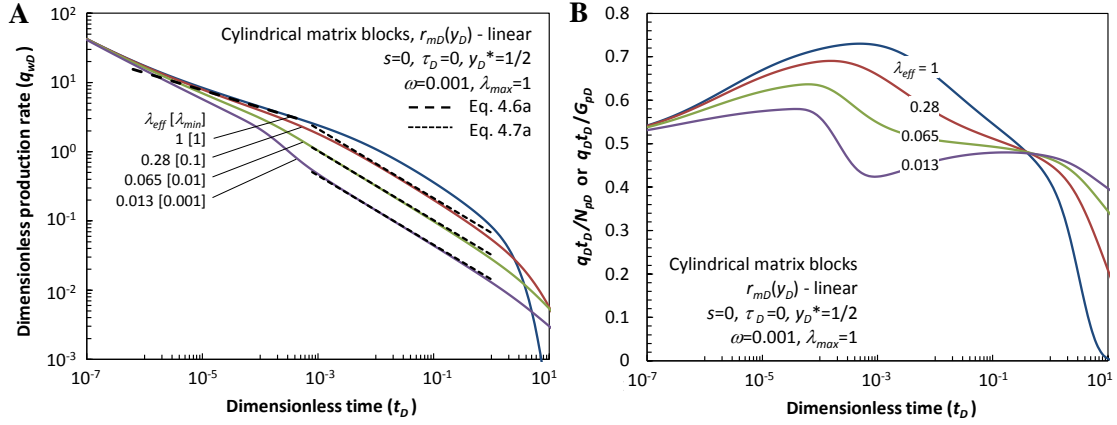 A
Dimensionless production rate (q_wD)
10^2
10^1
10^0
10^-1
10^-2
10^-3
Cylindrical matrix blocks, r_mD(y_D) - linear
s=0, τ_D=0, y_D*=1/2
ω=0.001, λ_max=1
Eq. 4.6a
Eq. 4.7a
λ_eff [λ_min]
1 [1]
0.28 [0.1]
0.065 [0.01]
0.013 [0.001]
10^-7
10^-5
10^-3
10^-1
10^1
Dimensionless time (t_D)
B
q_D t_D/N_pD or q_D t_D/G_pD
0.8
0.7
0.6
0.5
0.4
0.3
0.2
0.1
0
λ_eff = 1
0.28
0.065
0.013
Cylindrical matrix blocks
r_mD(y_D) - linear
s=0, τ_D=0, y_D*=1/2
ω=0.001, λ_max=1
10^-7
10^-5
10^-3
10^-1
10^1
Dimensionless time (t_D)